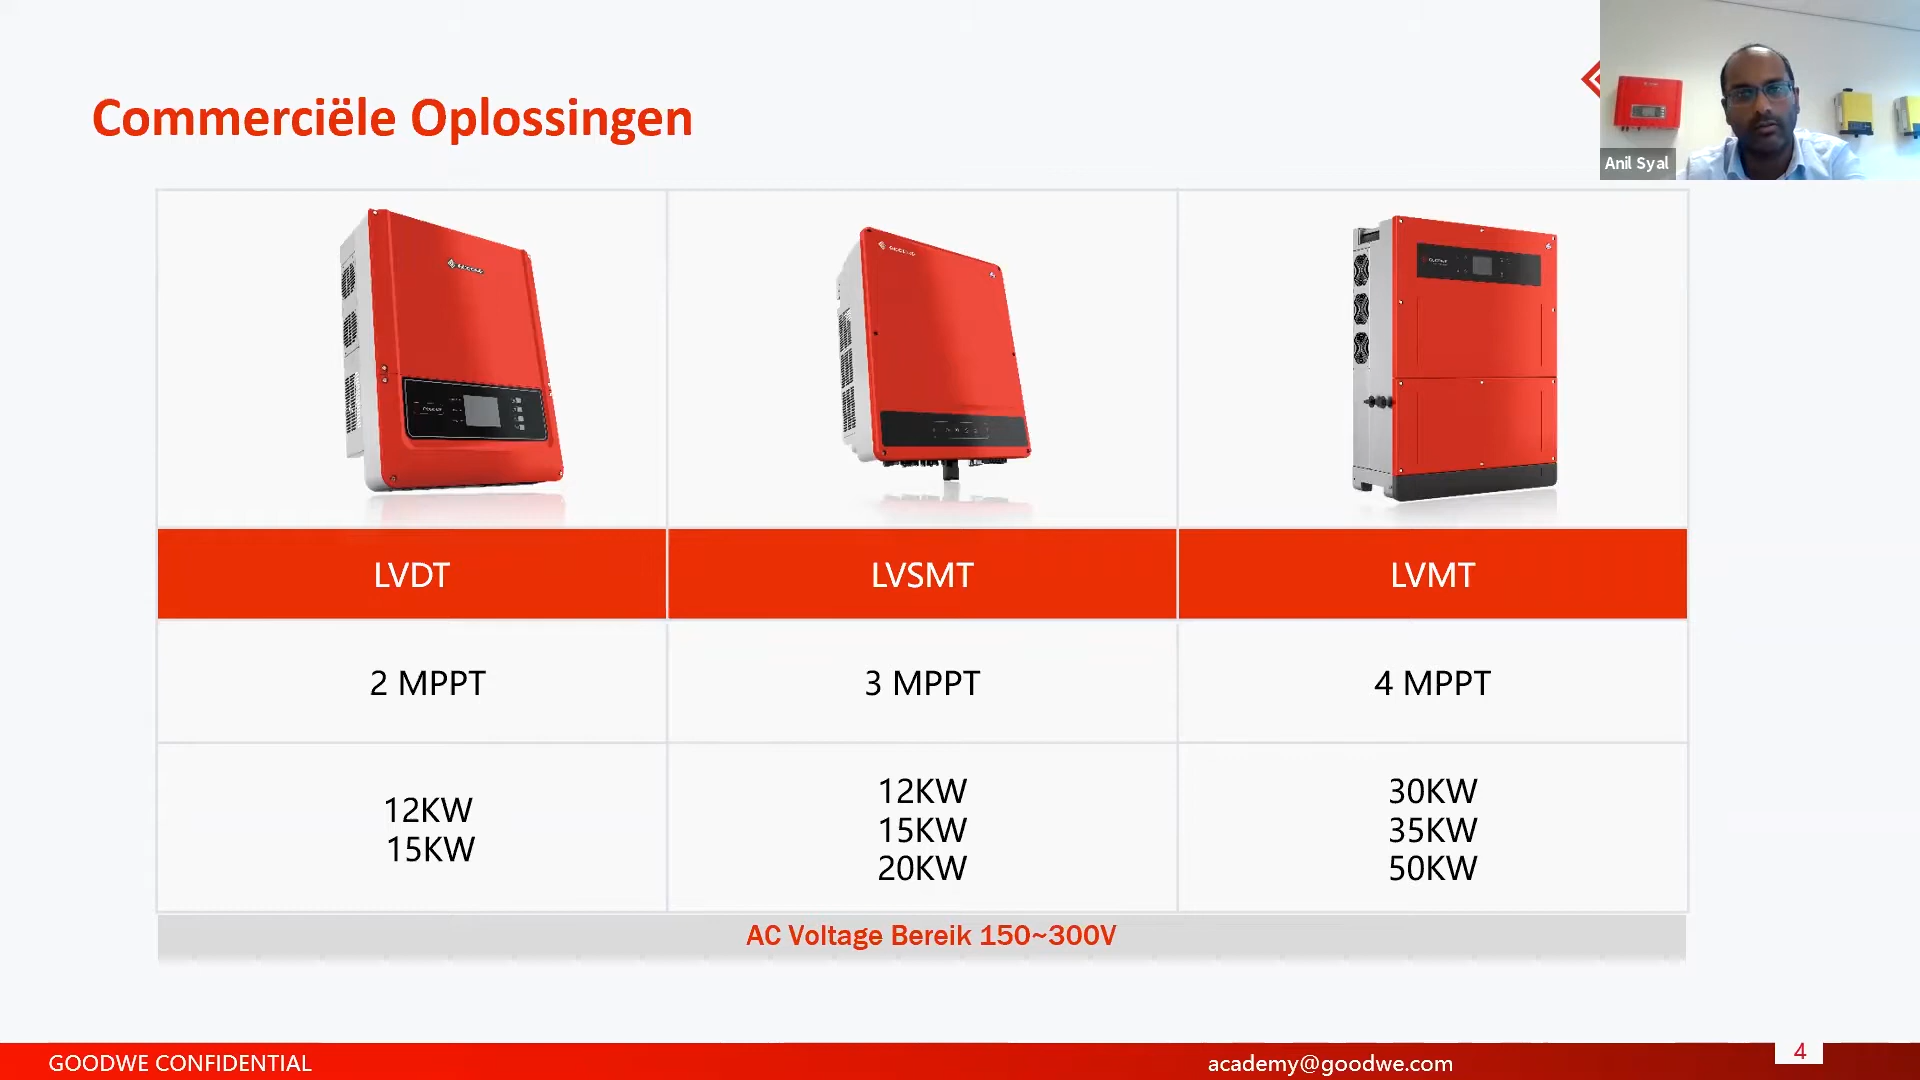 Commerciële Oplossingen
Anil Syal
LVDT
LVSMT
LVMT
2 MPPT
3 MPPT
4 MPPT
12KW
15KW
12KW
15KW
20KW
30KW
35KW
50KW
AC Voltage Bereik 150~300V
GOODWE CONFIDENTIAL
academy@goodwe.com
4